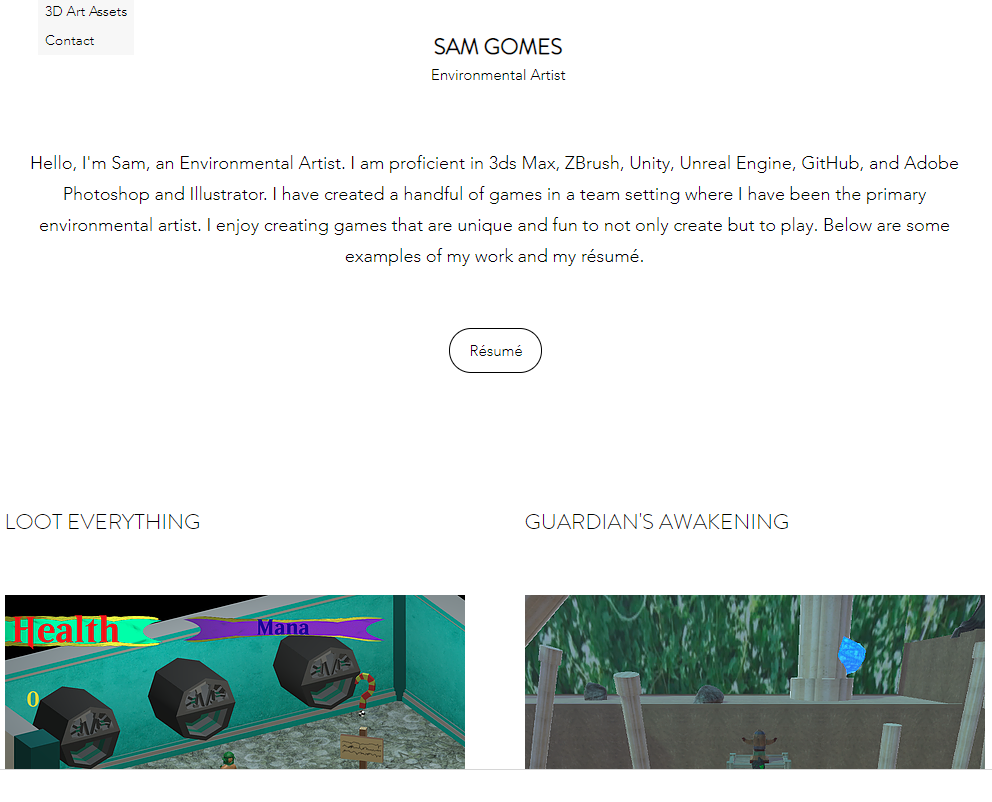 3D Art Assets
Contact
SAM GOMES
Environmental Artist
Hello, I'm Sam, an Environmental Artist. I am proficient in 3ds Max, ZBrush, Unity, Unreal Engine, GitHub, and Adobe
Photoshop and Illustrator. I have created a handful of games in a team setting where I have been the primary
environmental artist. I enjoy creating games that are unique and fun to not only create but to play. Below are some
examples of my work and my résumé.
Résumé
LOOT EVERYTHING
GUARDIAN'S AWAKENING
Health
Mana
0